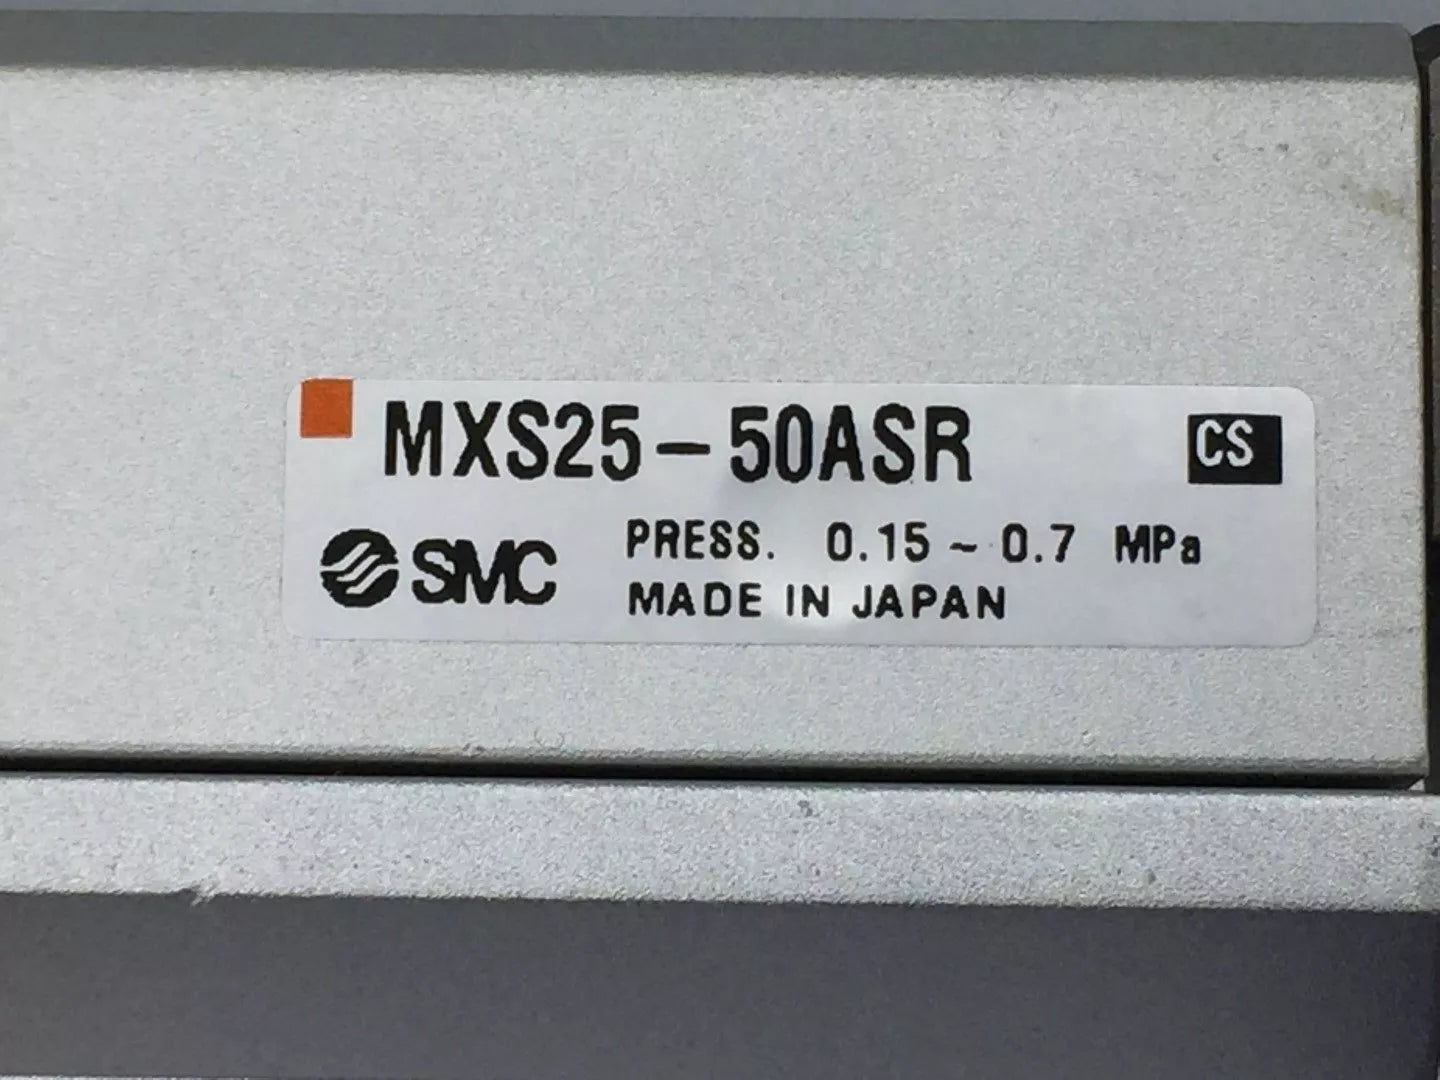 MXS25-50ASR CS
SMC PRESS. 0.15~0.7 MPa
MADE IN JAPAN